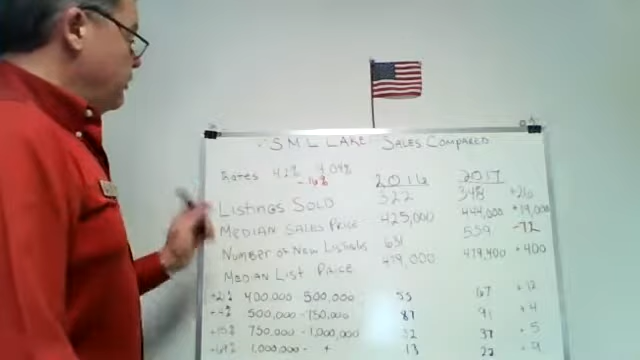 SML LAKE SALES COMPARED
Rates 4.2% 4.04%
-.16%
2016 2017
LISTINGS SOLD 322 348 +26
MEDIAN SALES PRICE 425,000 444,000 +19,000
NUMBER OF NEW LISTINGS 631 559 -72
MEDIAN LIST PRICE 479,000 479,400 +400
+21% 400,000-500,000 55 67 +12
+4% 500,000-750,000 87 91 +4
+15% 750,000-1,000,000 32 37 +5
1,000,000- + 13 22 +9